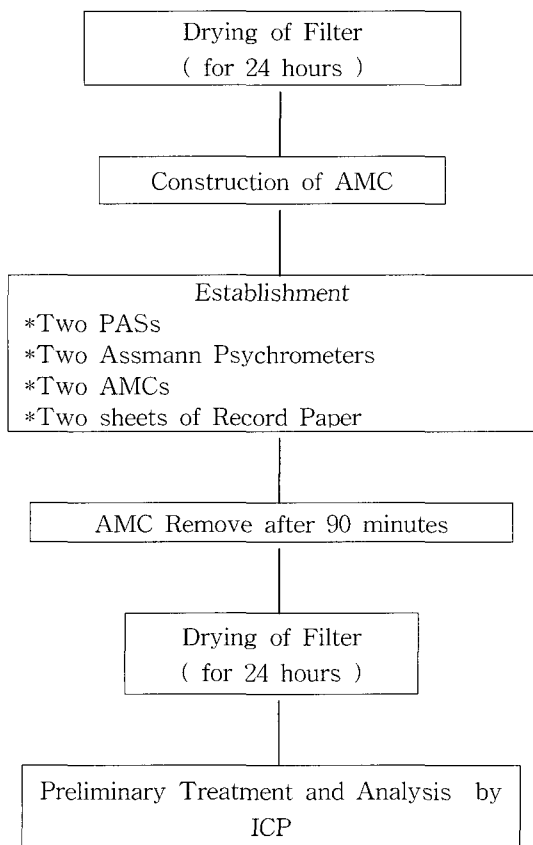 Drying of Filter
( for 24 hours )
Construction of AMC
Establishment
*Two PASs
*Two Assmann Psychrometers
*Two AMCs
*Two sheets of Record Paper
AMC Remove after 90 minutes
Drying of Filter
( for 24 hours )
Preliminary Treatment and Analysis by
ICP